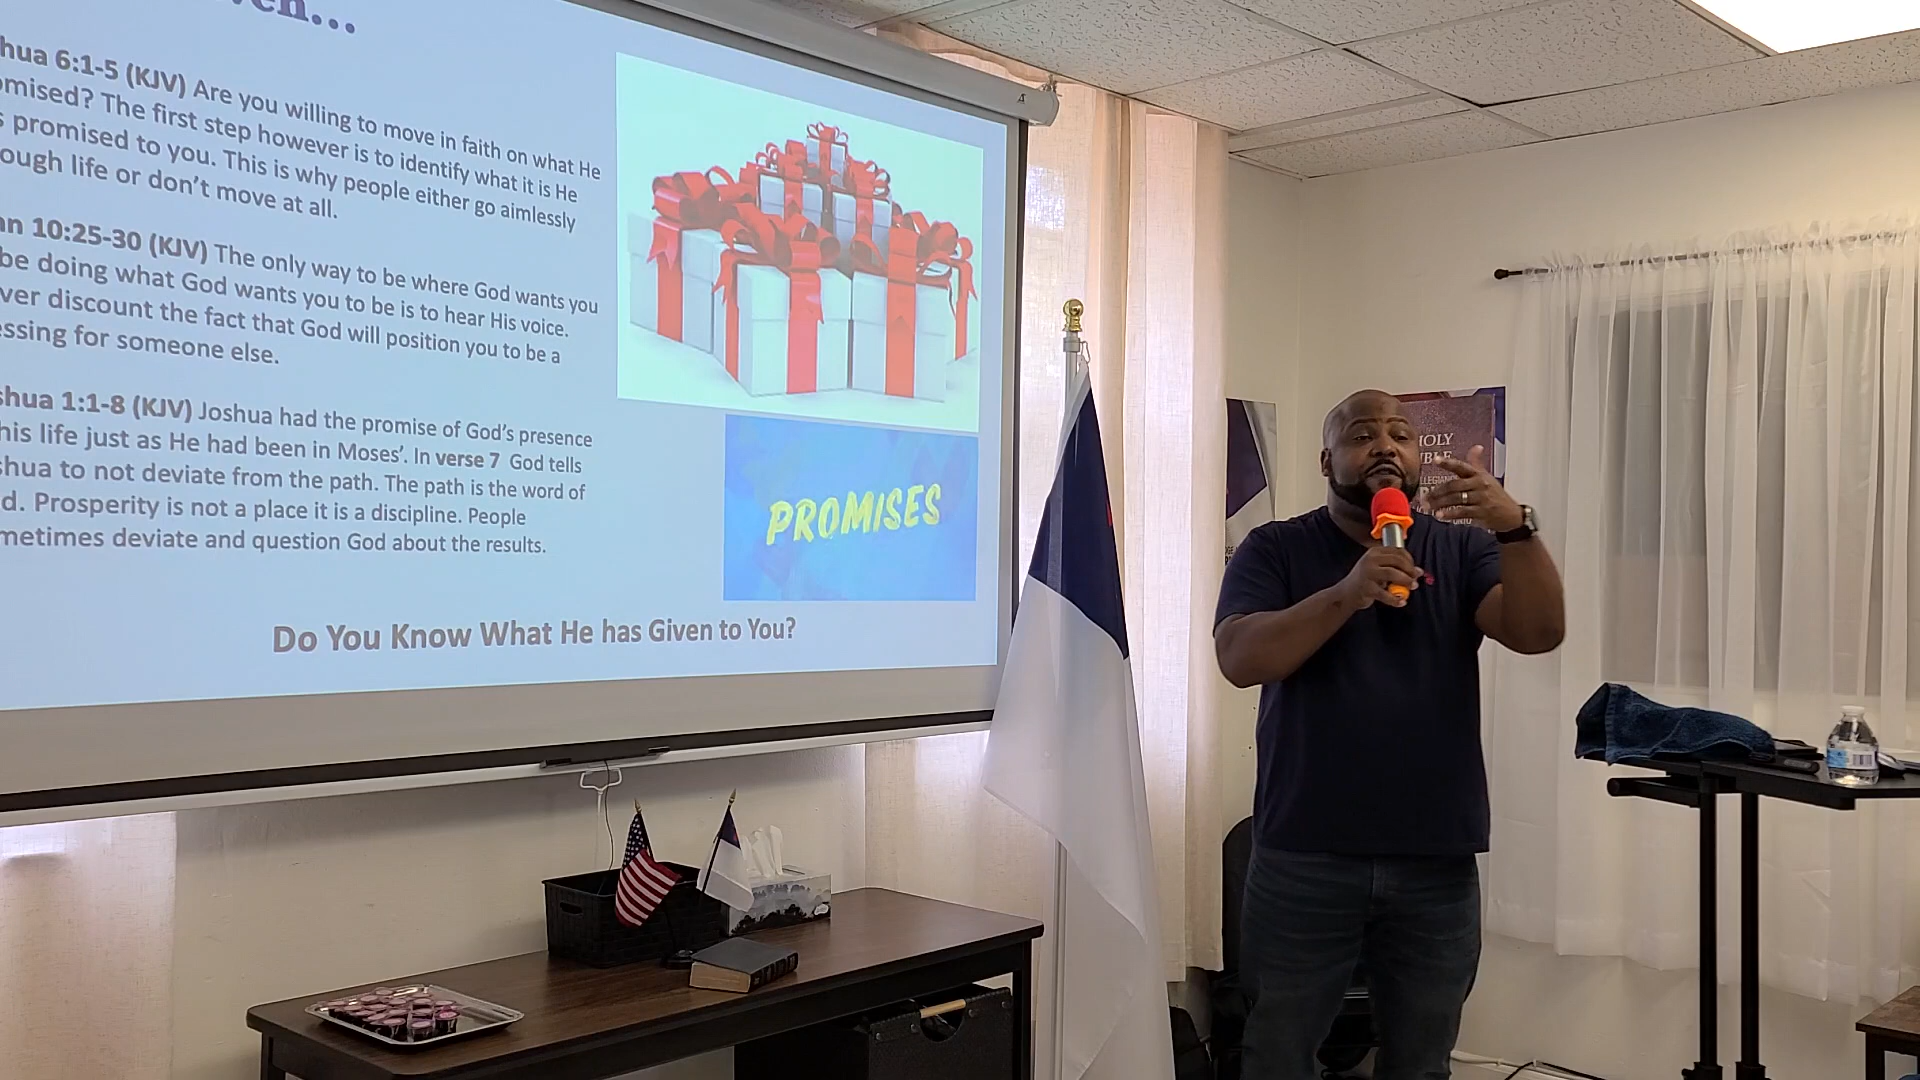 ven...
hua 6:1-5 (KJV) Are you willing to move in faith on what He
omised? The first step however is to identify what it is He
s promised to you. This is why people either go aimlessly
ough life or don't move at all.
hn 10:25-30 (KJV) The only way to be where God wants you
be doing what God wants you to be is to hear His voice.
ver discount the fact that God will position you to be a
essing for someone else.
shua 1:1-8 (KJV) Joshua had the promise of God's presence
his life just as He had been in Moses'. In verse 7 God tells
shua to not deviate from the path. The path is the word of
d. Prosperity is not a place it is a discipline. People
metimes deviate and question God about the results.
PROMISES
Do You Know What He has Given to You?
HOLY
IBLE